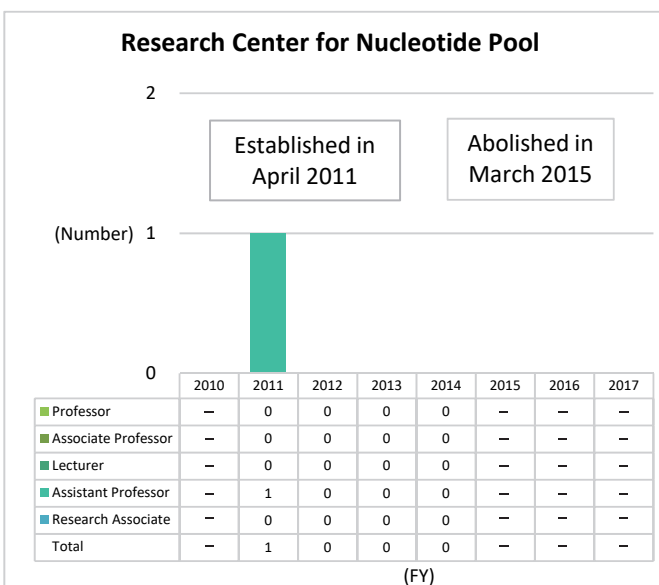 Research Center for Nucleotide Pool
2
Established in
April 2011
Abolished in
March 2015
(Number) 1
0
2010 2011 2012 2013 2014 2015 2016 2017
Professor – 0 0 0 0 – – –
Associate Professor – 0 0 0 0 – – –
Lecturer – 0 0 0 0 – – –
Assistant Professor – 1 0 0 0 – – –
Research Associate – 0 0 0 0 – – –
Total – 1 0 0 0 – – –
(FY)